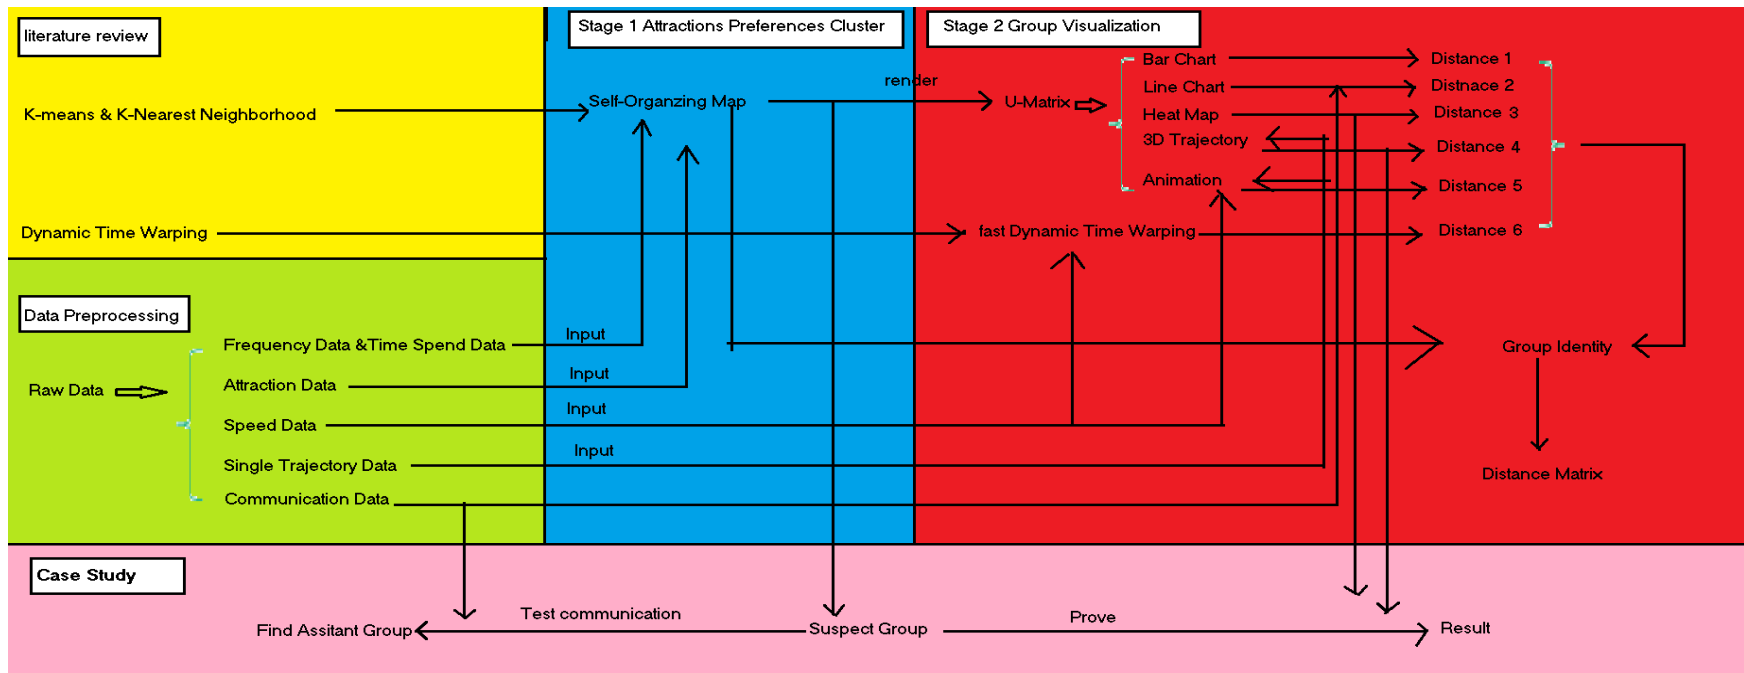 literature review
Stage 1 Attractions Preferences Cluster
Stage 2 Group Visualization
K-means & K-Nearest Neighborhood
Self-Organzing Map
render
U-Matrix
Bar Chart
Line Chart
Heat Map
3D Trajectory
Animation
Distance 1
Distnace 2
Distance 3
Distance 4
Distance 5
Dynamic Time Warping
fast Dynamic Time Warping
Distance 6
Data Preprocessing
Raw Data
Frequency Data &Time Spend Data
Input
Attraction Data
Input
Speed Data
Input
Single Trajectory Data
Input
Communication Data
Group Identity
Distance Matrix
Case Study
Find Assitant Group
Test communication
Suspect Group
Prove
Result